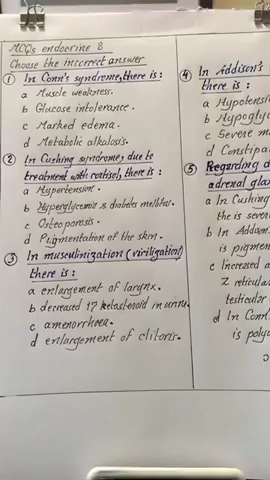 MCQs endocrine 8
Choose the incorrect answer
1 In Conn's syndrome, there is :
a Muscle weakness.
b Glucose intolerance.
c Marked edema.
d Metabolic alkalosis.
2 In Cushing syndrome, due to
treatment with cortisol, there is :
a Hypertension.
b Hyperglycemia & diabetes mellitus.
c Osteoporosis.
d Pigmentation of the skin.
3 In musculinization (virilization)
there is :
a enlargement of larynx.
b decreased 17 ketosteroid in urine.
c amenorrhoea.
d enlargement of clitoris.
4 In Addison's
there is :
a Hypotensi
b Hypogly
c Severe m
d Constipa
5 Regarding d
adrenal gla
a In Cushing
the is seve
b In Addis
is pigmen
c Increased a
Z reticular
testicular
d In Conn'
is polyu